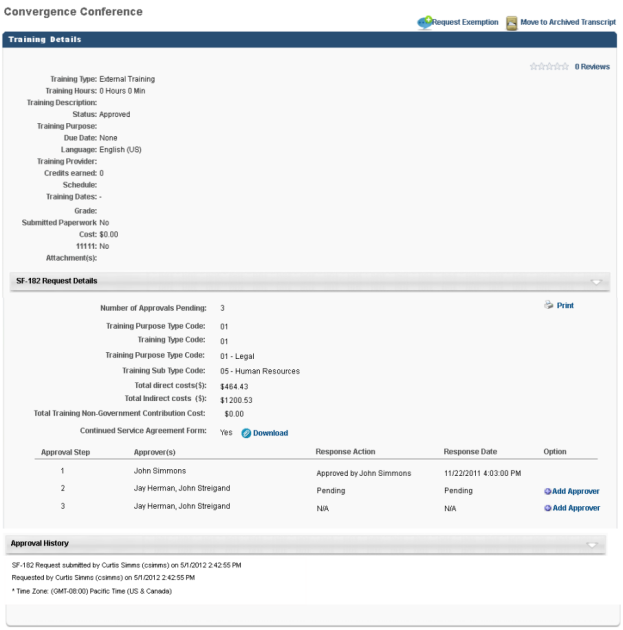 Convergence Conference
Request Exemption Move to Archived Transcript
Training Details
0 Reviews
Training Type: External Training
Training Hours: 0 Hours 0 Min
Training Description:
Status: Approved
Training Purpose:
Due Date: None
Language: English (US)
Training Provider:
Credits earned: 0
Schedule:
Training Dates: -
Grade:
Submitted Paperwork No
Cost: $0.00
11111: No
Attachment(s):
SF-182 Request Details
Number of Approvals Pending: 3 Print
Training Purpose Type Code: 01
Training Type Code: 01
Training Purpose Type Code: 01 - Legal
Training Sub Type Code: 05 - Human Resources
Total direct costs($): $464.43
Total Indirect costs ($): $1200.53
Total Training Non-Government Contribution Cost: $0.00
Continued Service Agreement Form: Yes Download
Approval Step Approver(s) Response Action Response Date Option
1 John Simmons Approved by John Simmons 11/22/2011 4:03:00 PM
2 Jay Herman, John Streigand Pending Pending Add Approver
3 Jay Herman, John Streigand N/A N/A Add Approver
Approval History
SF-182 Request submitted by Curtis Simms (csimms) on 5/1/2012 2:42:55 PM
Requested by Curtis Simms (csimms) on 5/1/2012 2:42:55 PM
* Time Zone: (GMT-08:00) Pacific Time (US & Canada)